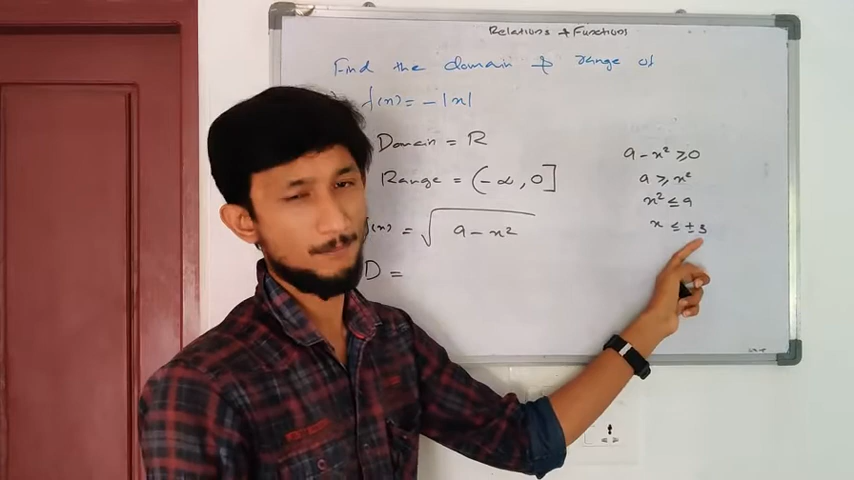 Relations & Functions
Find the domain & range of
f(x) = - |x|
Domain = R
Range = (-∞, 0]
f(x) = √ 9 - x²
D =
9 - x² ≥ 0
9 ≥ x²
x² ≤ 9
x ≤ ± 3